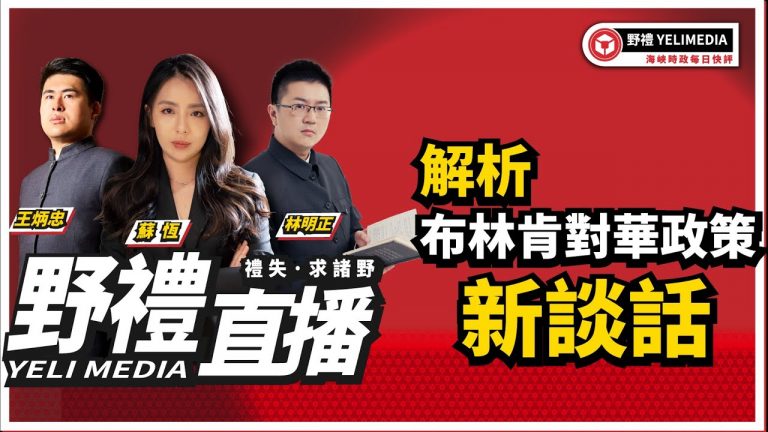 野禮 YELIMEDIA
海峽時政每日快評
王炳忠
蘇恆
林明正
禮失·求諸野
野禮直播
YELI MEDIA
解析
布林肯對華政策
新談話